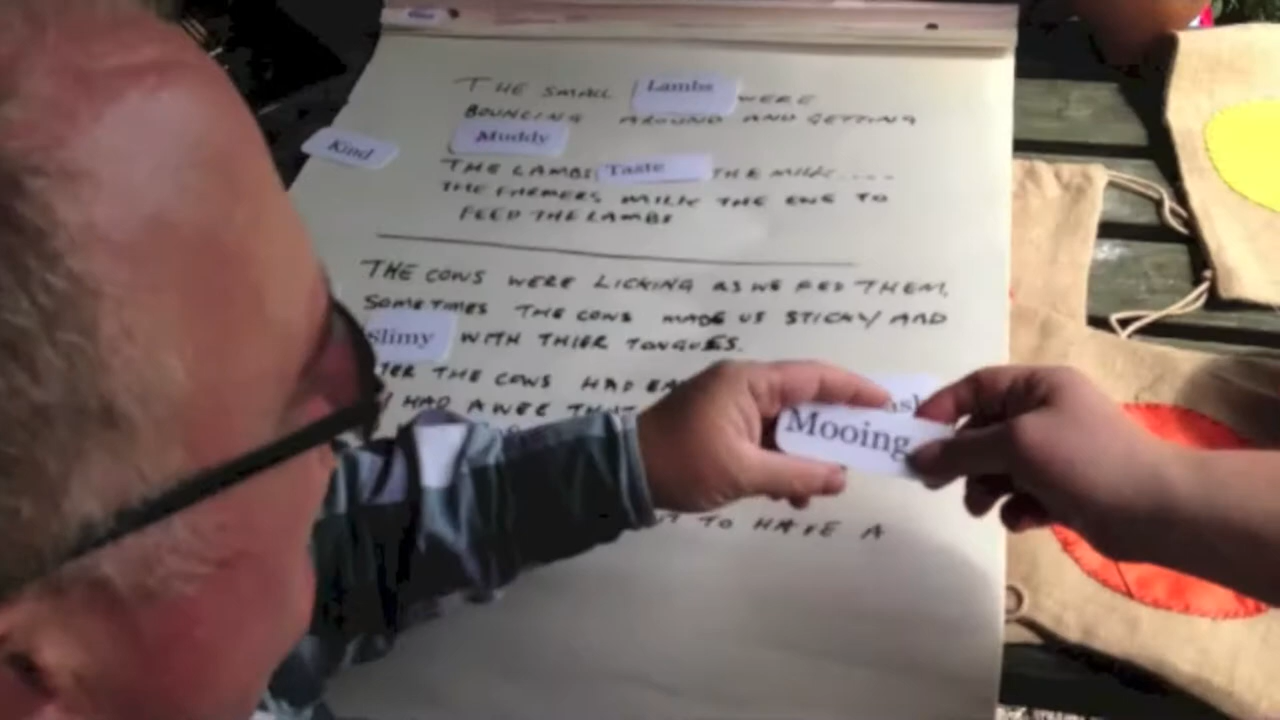 THE SMALL Lambs WERE
BOUNCING AROUND AND GETTING
Muddy
Kind
THE LAMBS Taste THE MILK....
THE FARMERS MILK THE EWE TO
FEED THE LAMBS
THE COWS WERE LICKING AS WE FED THEM,
SOMETIMES THE COWS MADE US STICKY AND
Slimy WITH THIER TONGUES.
THE COWS HAD
HAD A WEE
Mooing
TO HAVE A